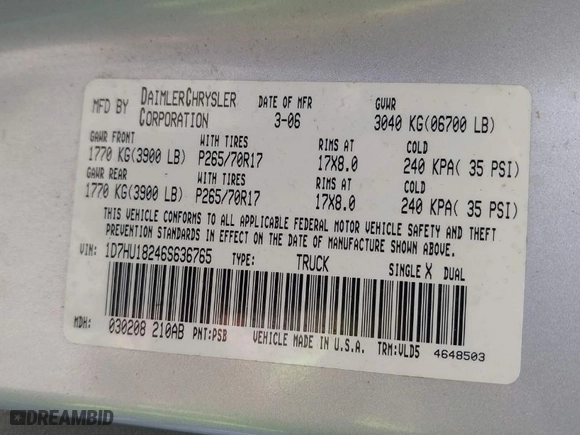 MFD BY DAIMLERCHRYSLER CORPORATION DATE OF MFR 3-06 GVWR 3040 KG(06700 LB)
GAWR FRONT WITH TIRES RIMS AT COLD
1770 KG(3900 LB) P265/70R17 17X8.0 240 KPA( 35 PSI)
GAWR REAR WITH TIRES RIMS AT COLD
1770 KG(3900 LB) P265/70R17 17X8.0 240 KPA( 35 PSI)
THIS VEHICLE CONFORMS TO ALL APPLICABLE FEDERAL MOTOR VEHICLE SAFETY AND THEFT
PREVENTION STANDARDS IN EFFECT ON THE DATE OF MANUFACTURE SHOWN ABOVE.
VIN: 1D7HU18246S636765 TYPE: TRUCK SINGLE X DUAL
MDH: 030208 210AB PNT:PSB VEHICLE MADE IN U.S.A. TRM:VLD5 4648503
DREAMBID